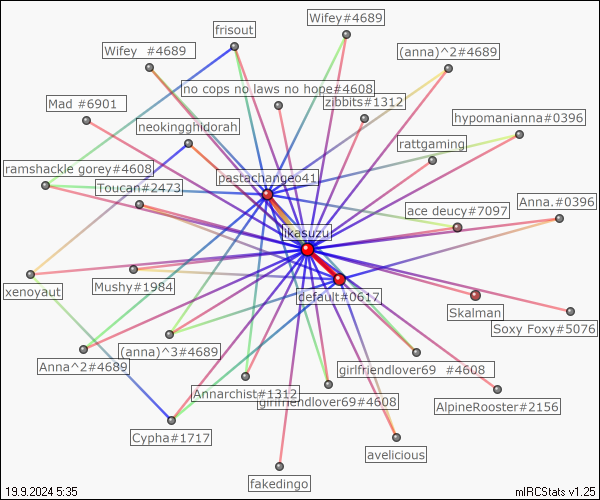 Wifey#4689
frisout
Wifey  #4689
(anna)^2#4689
no cops no laws no hope#4608
Mad #6901
zibbits#1312
hypomanianna#0396
neokingghidorah
rattgaming
ramshackle gorey#4608
pastachangeo41
Toucan#2473
Anna.#0396
ace deucy#7097
ikasuzu
Mushy#1984
xenoyaut
default#0617
Skalman
Soxy Foxy#5076
(anna)^3#4689
Anna^2#4689
girlfriendlover69  #4608
Annarchist#1312
girlfriendlover69#4608
AlpineRooster#2156
Cypha#1717
avelicious
fakedingo
19.9.2024 5:35
mIRCStats v1.25